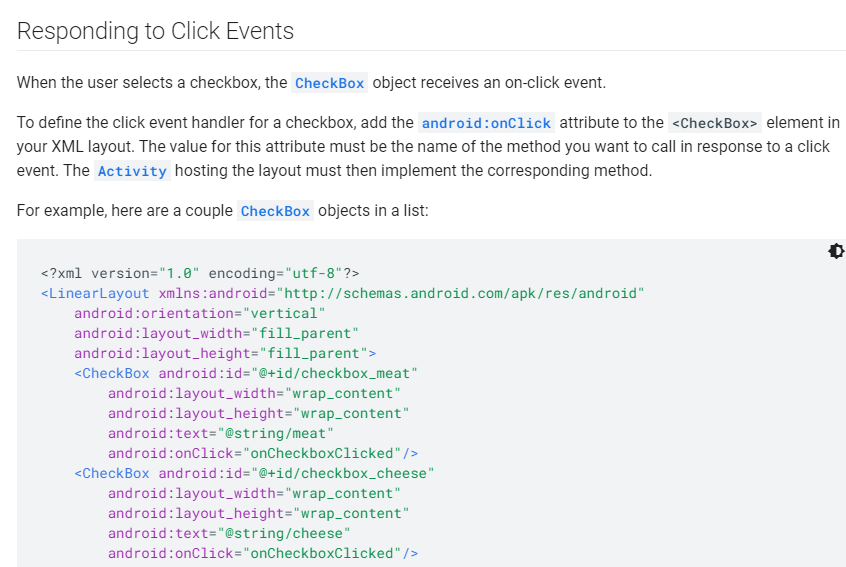 Responding to Click Events
When the user selects a checkbox, the CheckBox object receives an on-click event.
To define the click event handler for a checkbox, add the android:onClick attribute to the <CheckBox> element in
your XML layout. The value for this attribute must be the name of the method you want to call in response to a click
event. The Activity hosting the layout must then implement the corresponding method.
For example, here are a couple CheckBox objects in a list:
<?xml version="1.0" encoding="utf-8"?>
<LinearLayout xmlns:android="http://schemas.android.com/apk/res/android"
    android:orientation="vertical"
    android:layout_width="fill_parent"
    android:layout_height="fill_parent">
    <CheckBox android:id="@+id/checkbox_meat"
        android:layout_width="wrap_content"
        android:layout_height="wrap_content"
        android:text="@string/meat"
        android:onClick="onCheckboxClicked"/>
    <CheckBox android:id="@+id/checkbox_cheese"
        android:layout_width="wrap_content"
        android:layout_height="wrap_content"
        android:text="@string/cheese"
        android:onClick="onCheckboxClicked"/>